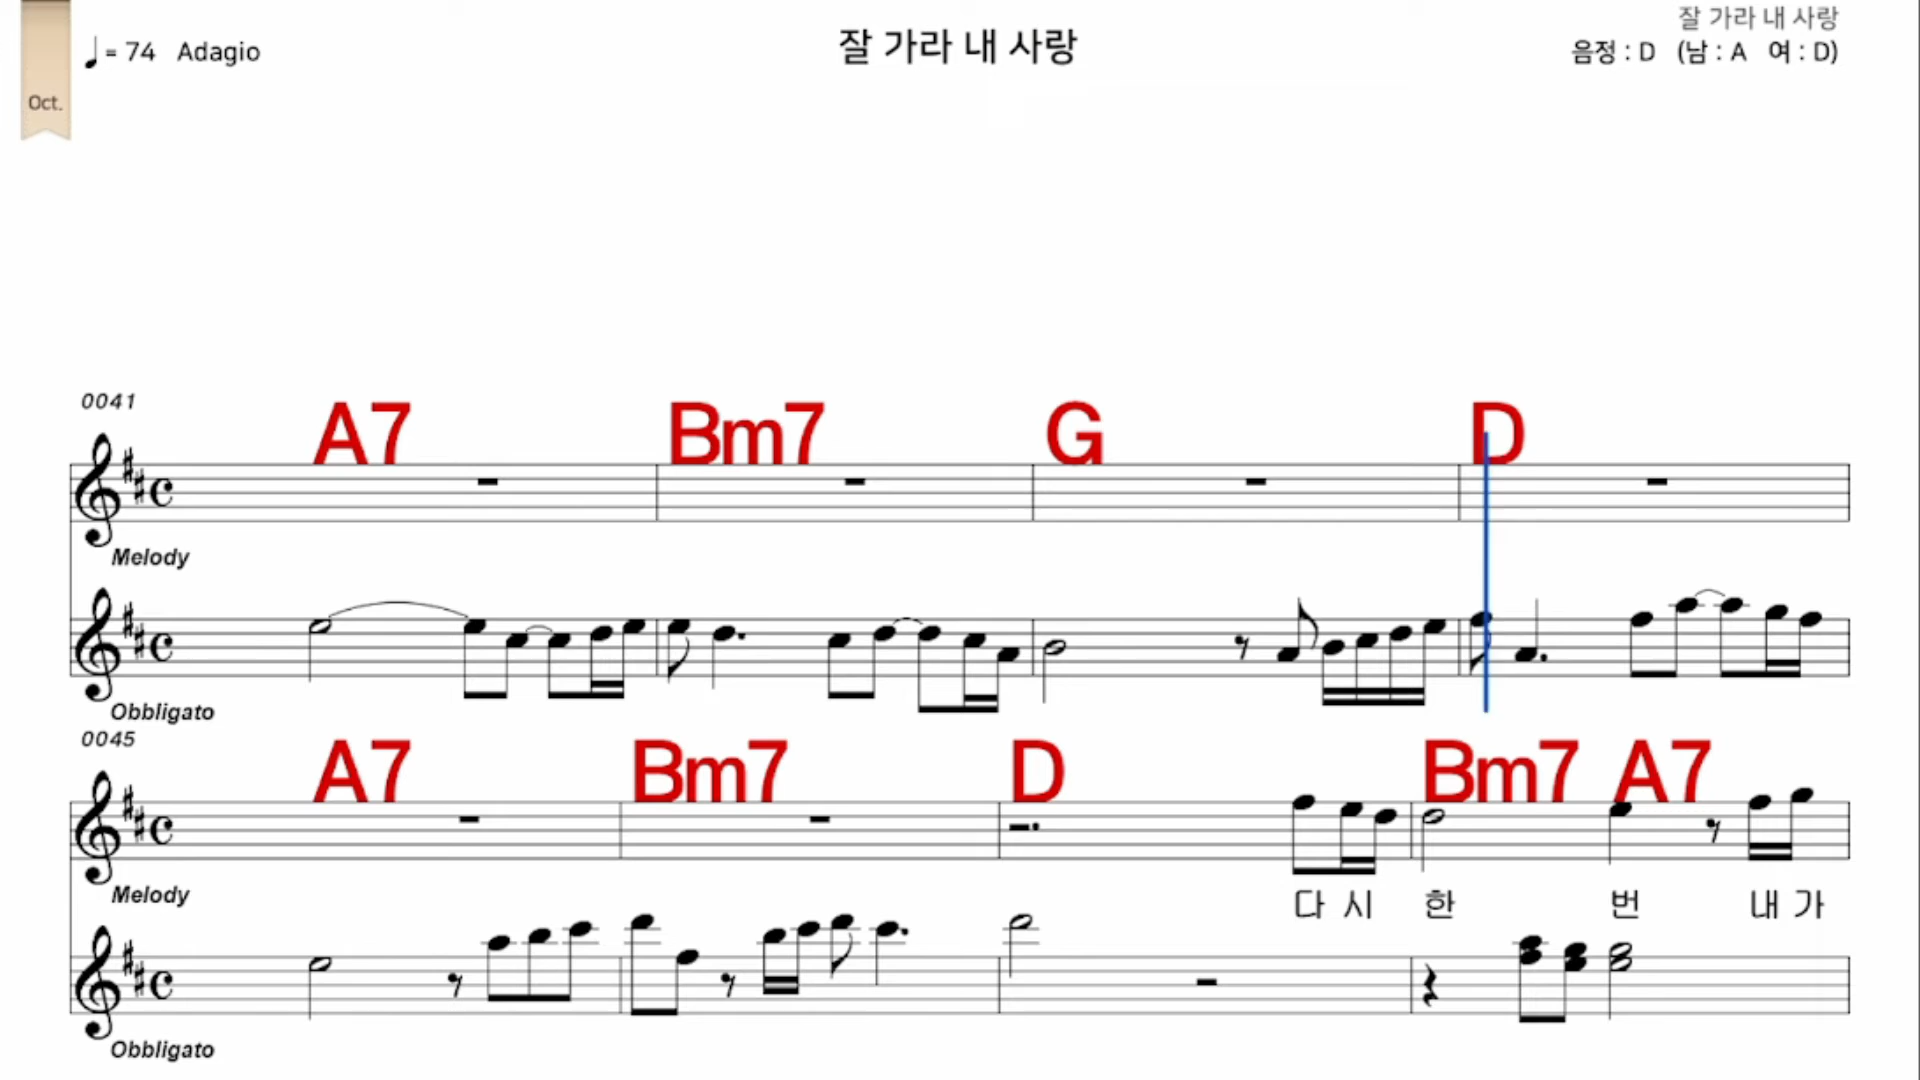 잘 가라 내 사랑
♩= 74 Adagio
잘 가라 내 사랑
음정 : D (남 : A 여 : D)
Oct.
0041
A7 Bm7 G D
Melody
Obbligato
0045
A7 Bm7 D Bm7 A7
Melody
다 시 한 번 내 가
Obbligato